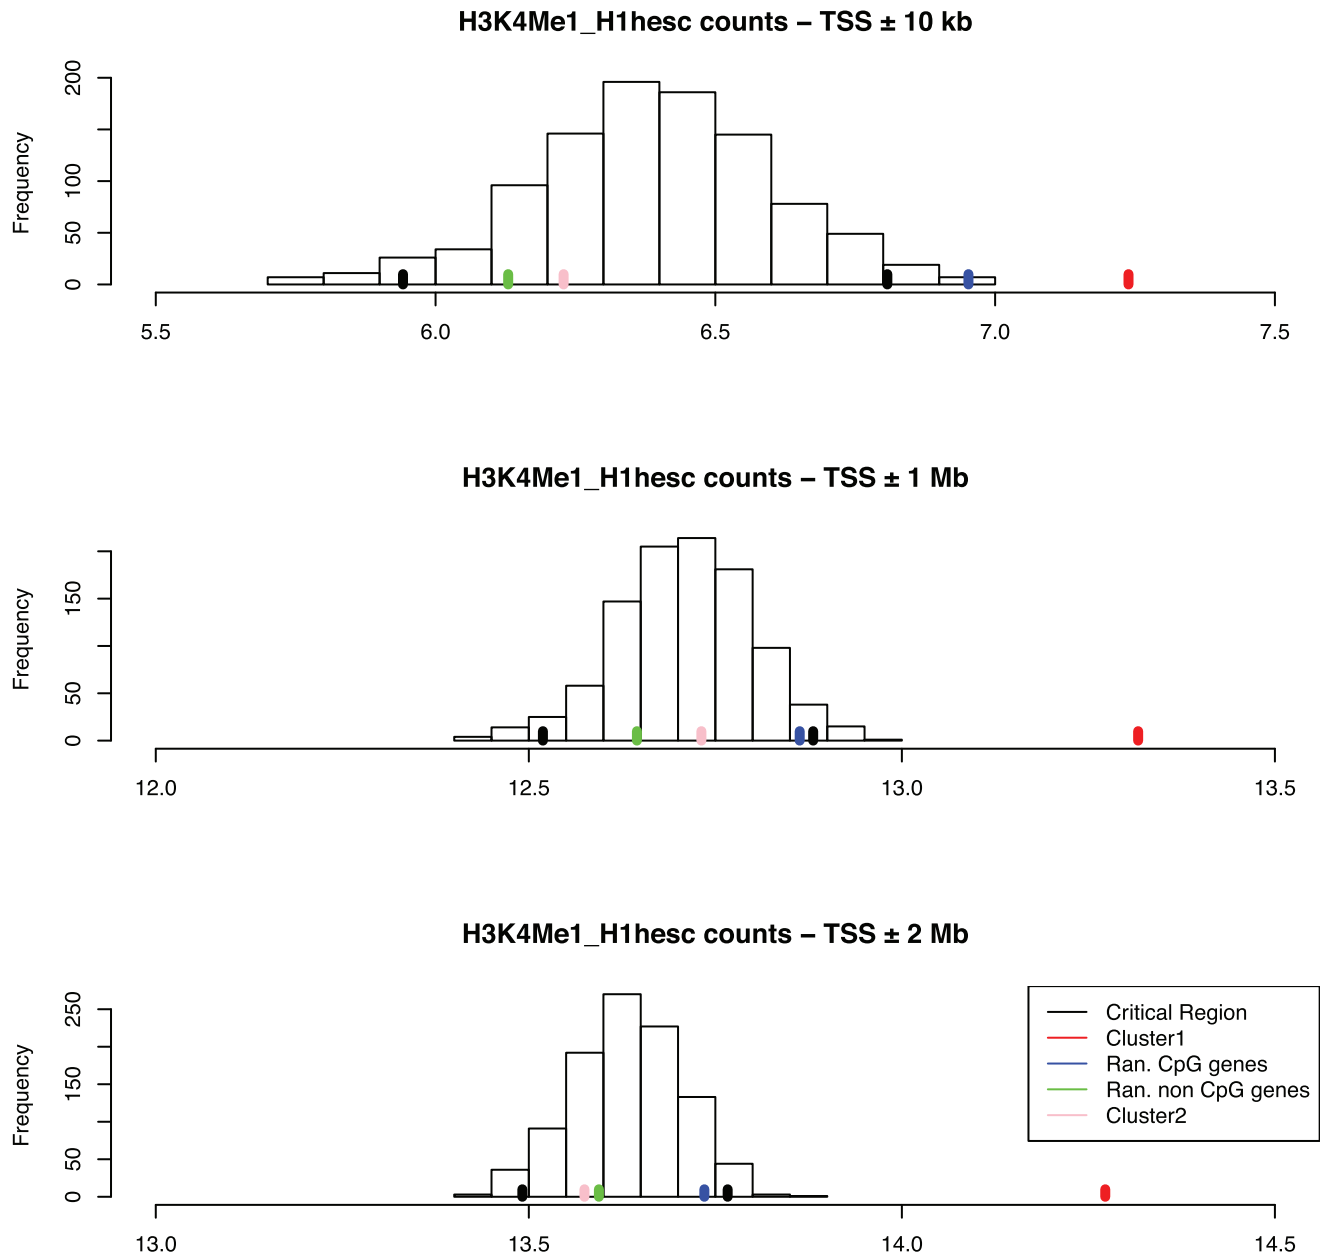 H3K4Me1_H1hesc counts – TSS ± 10 kb
Frequency
200
100
50
0
5.5 6.0 6.5 7.0 7.5
H3K4Me1_H1hesc counts – TSS ± 1 Mb
Frequency
150
50
0
12.0 12.5 13.0 13.5
H3K4Me1_H1hesc counts – TSS ± 2 Mb
Frequency
250
150
50
0
13.0 13.5 14.0 14.5
Critical Region
Cluster1
Ran. CpG genes
Ran. non CpG genes
Cluster2